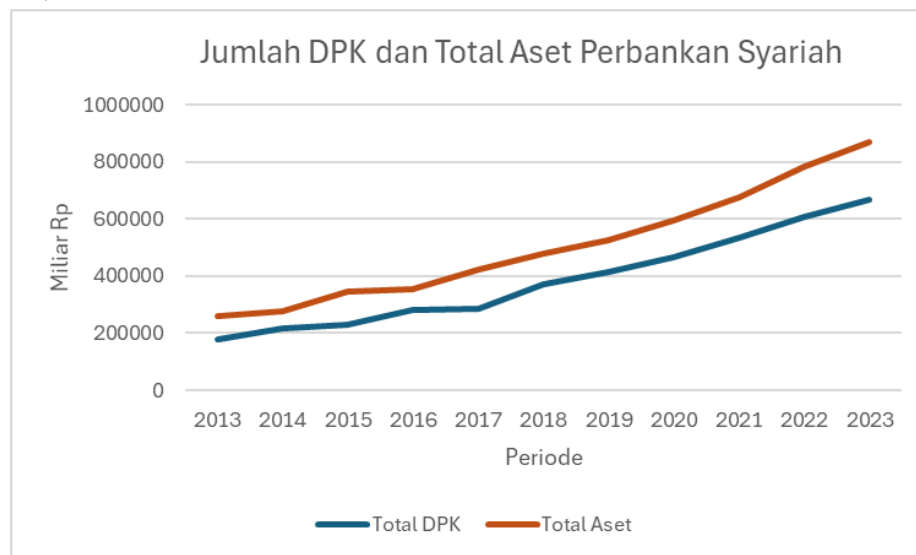 Jumlah DPK dan Total Aset Perbankan Syariah
1000000
800000
600000
400000
200000
0
Miliar Rp
2013 2014 2015 2016 2017 2018 2019 2020 2021 2022 2023
Periode
Total DPK Total Aset